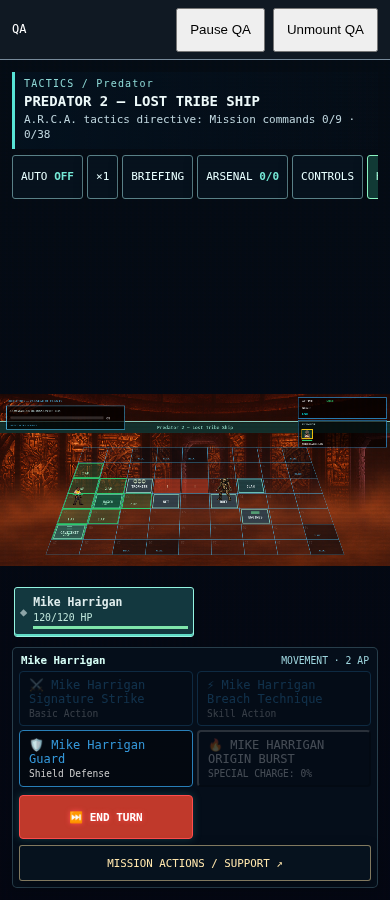 QA
Pause QA
Unmount QA
TACTICS / Predator
PREDATOR 2 — LOST TRIBE SHIP
A.R.C.A. tactics directive: Mission commands 0/9 ·
0/38
AUTO OFF
×1
BRIEFING
ARSENAL 0/0
CONTROLS
Predator 2 — Lost Tribe Ship
Mike Harrigan
120/120 HP
Mike Harrigan
MOVEMENT · 2 AP
⚔️ Mike Harrigan
Signature Strike
Basic Action
⚡ Mike Harrigan
Breach Technique
Skill Action
🛡️ Mike Harrigan
Guard
Shield Defense
🔥 MIKE HARRIGAN
ORIGIN BURST
SPECIAL CHARGE: 0%
⏩ END TURN
MISSION ACTIONS / SUPPORT ↗